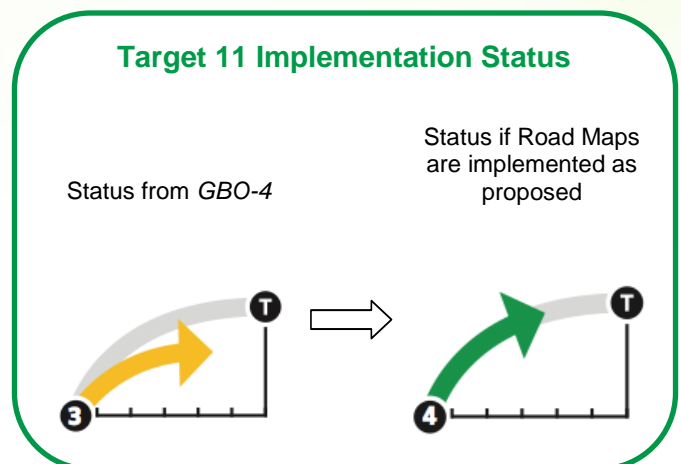 Target 11 Implementation Status
Status from GBO-4
Status if Road Maps
are implemented as
proposed
T
3
T
4